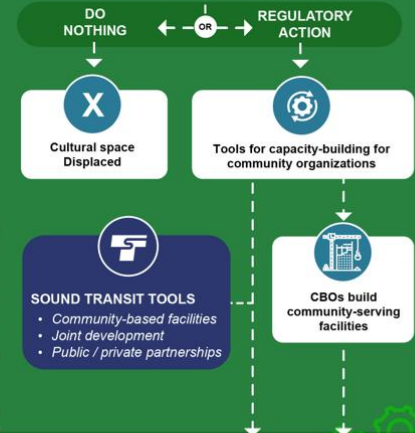 DO
NOTHING
OR
REGULATORY
ACTION
X
Cultural space
Displaced
Tools for capacity-building for
community organizations
SOUND TRANSIT TOOLS
• Community-based facilities
• Joint development
• Public / private partnerships
CBOs build
community-serving
facilities